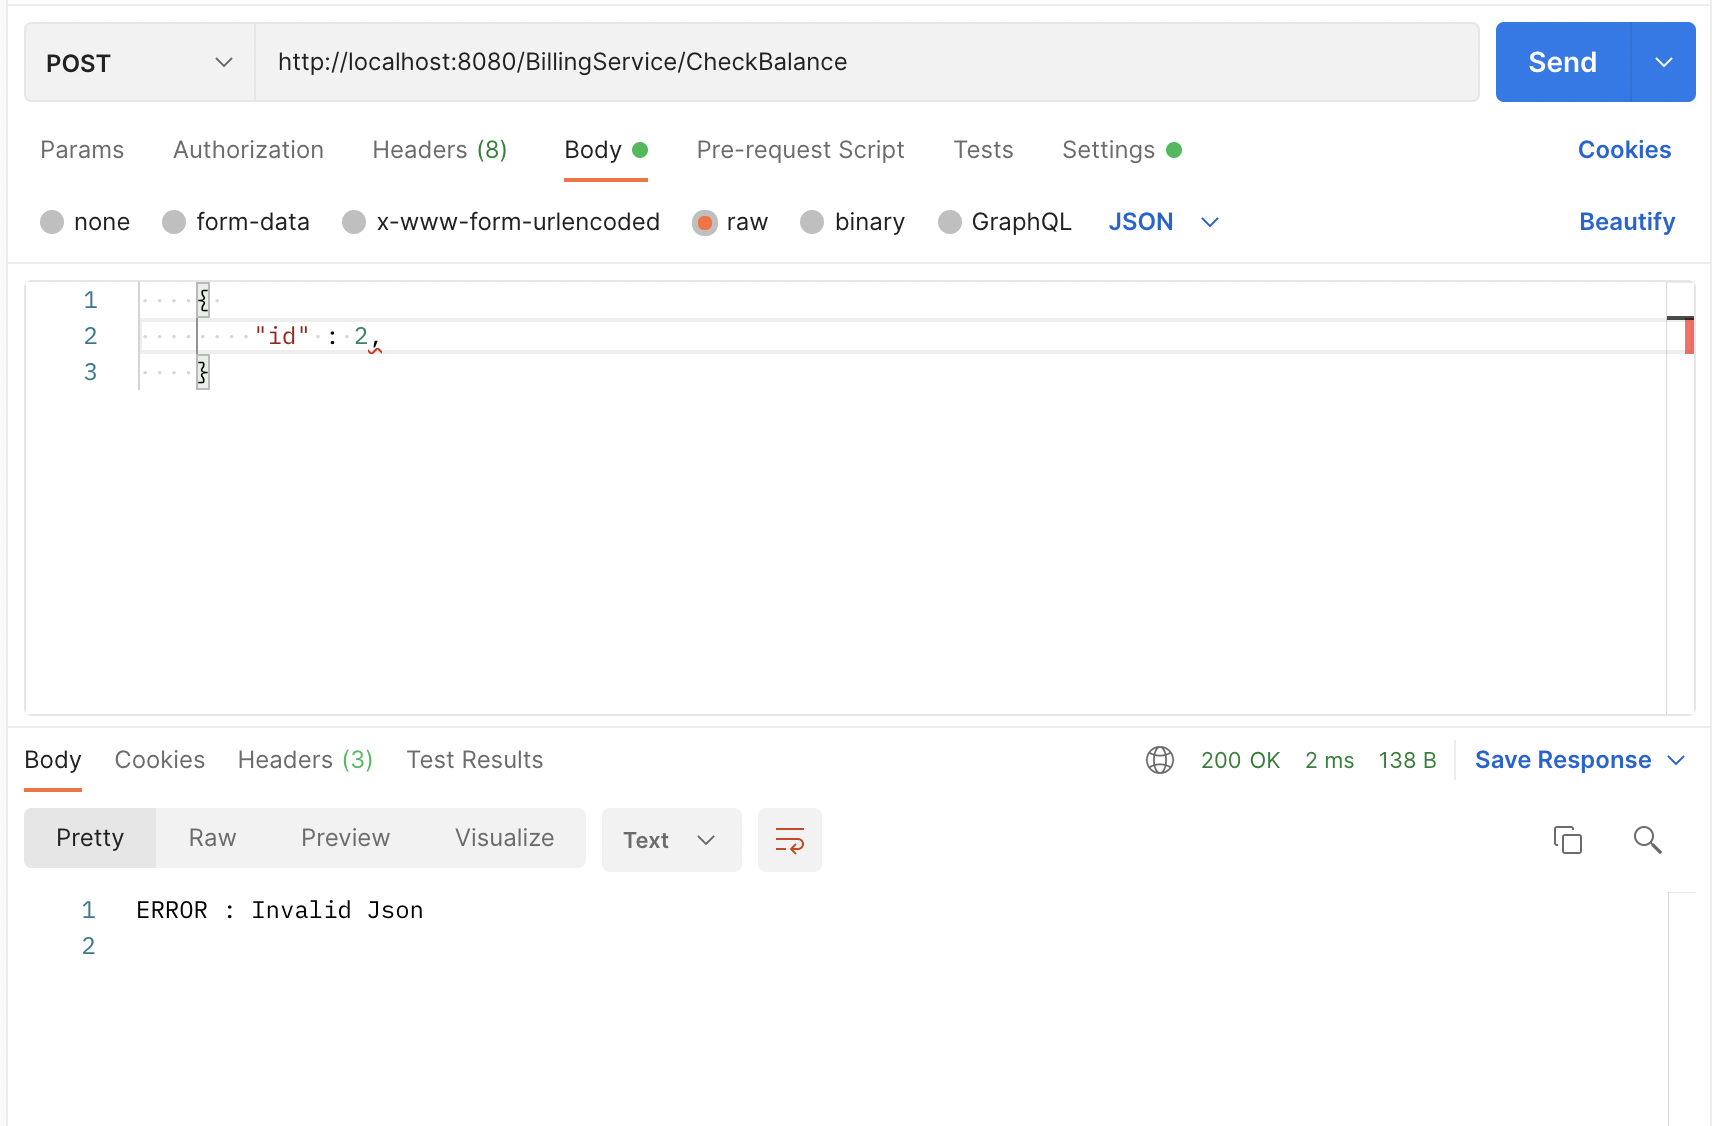 POST http://localhost:8080/BillingService/CheckBalance Send
Params Authorization Headers (8) Body Pre-request Script Tests Settings Cookies
none form-data x-www-form-urlencoded raw binary GraphQL JSON Beautify
1 {
2 "id" : 2,
3 }
Body Cookies Headers (3) Test Results 200 OK 2 ms 138 B Save Response
Pretty Raw Preview Visualize Text
1 ERROR : Invalid Json
2